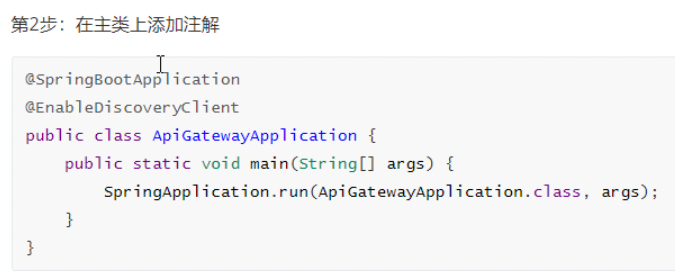 第2步：在主类上添加注解
@SpringBootApplication
@EnableDiscoveryClient
public class ApiGatewayApplication {
    public static void main(String[] args) {
        SpringApplication.run(ApiGatewayApplication.class, args);
    }
}